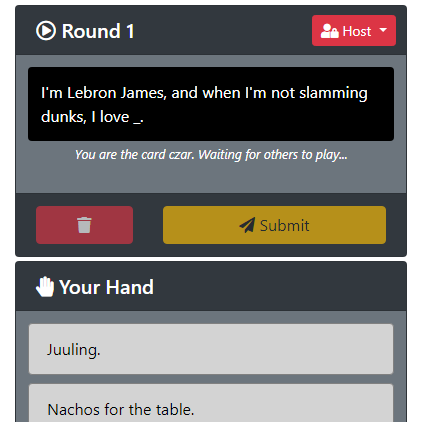 Round 1
Host
I'm Lebron James, and when I'm not slamming
dunks, I love _.
You are the card czar. Waiting for others to play...
Submit
Your Hand
Juuling.
Nachos for the table.